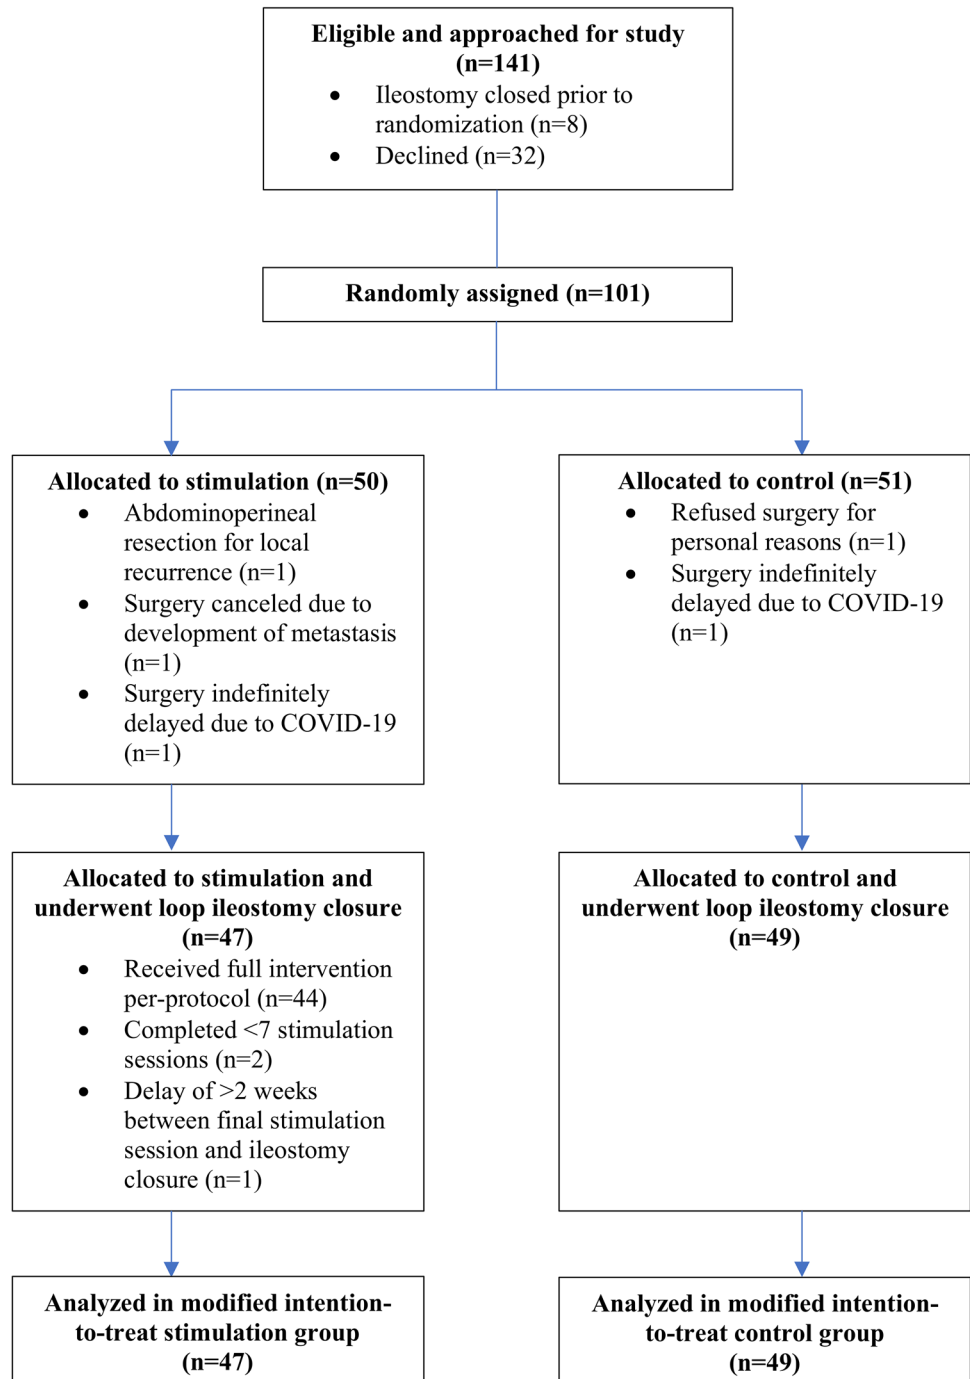 Eligible and approached for study
(n=141)
• Ileostomy closed prior to
randomization (n=8)
• Declined (n=32)
Randomly assigned (n=101)
Allocated to stimulation (n=50)
• Abdominoperineal
resection for local
recurrence (n=1)
• Surgery canceled due to
development of metastasis
(n=1)
• Surgery indefinitely
delayed due to COVID-19
(n=1)
Allocated to control (n=51)
• Refused surgery for
personal reasons (n=1)
• Surgery indefinitely
delayed due to COVID-19
(n=1)
Allocated to stimulation and
underwent loop ileostomy closure
(n=47)
• Received full intervention
per-protocol (n=44)
• Completed <7 stimulation
sessions (n=2)
• Delay of >2 weeks
between final stimulation
session and ileostomy
closure (n=1)
Allocated to control and
underwent loop ileostomy closure
(n=49)
Analyzed in modified intention-
to-treat stimulation group
(n=47)
Analyzed in modified intention-
to-treat control group
(n=49)